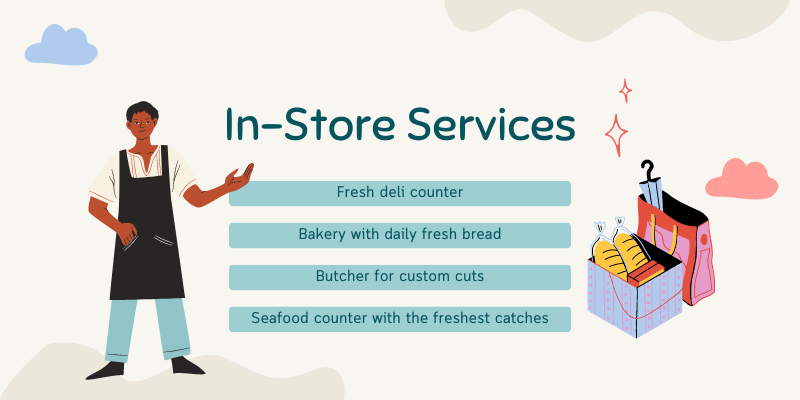 In-Store Services
Fresh deli counter
Bakery with daily fresh bread
Butcher for custom cuts
Seafood counter with the freshest catches